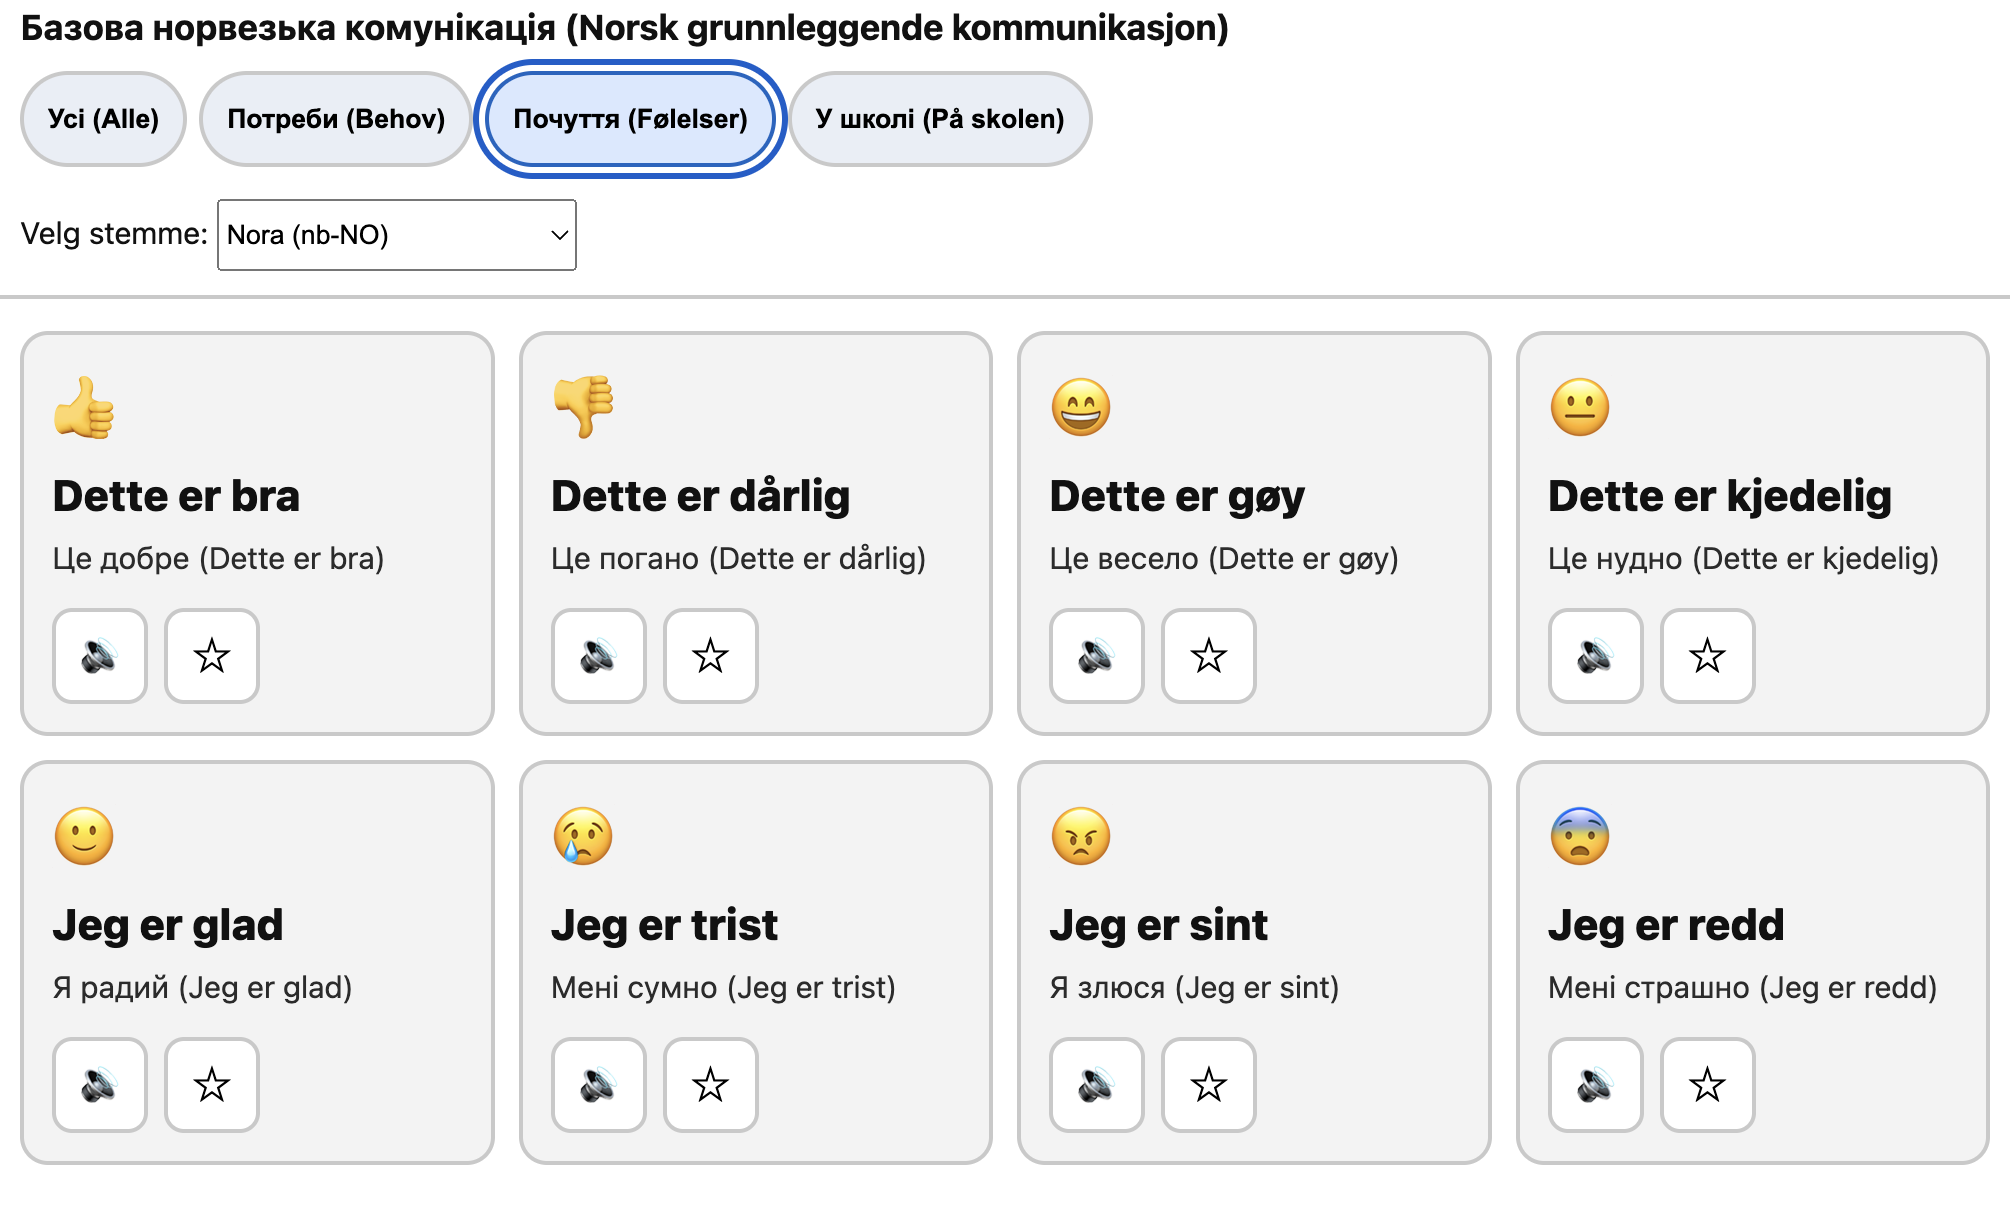 Базова норвезька комунікація (Norsk grunnleggende kommunikasjon)
Усі (Alle)
Потреби (Behov)
Почуття (Følelser)
У школі (På skolen)
Velg stemme: Nora (nb-NO)
Dette er bra
Це добре (Dette er bra)
Dette er dårlig
Це погано (Dette er dårlig)
Dette er gøy
Це весело (Dette er gøy)
Dette er kjedelig
Це нудно (Dette er kjedelig)
Jeg er glad
Я радий (Jeg er glad)
Jeg er trist
Мені сумно (Jeg er trist)
Jeg er sint
Я злюся (Jeg er sint)
Jeg er redd
Мені страшно (Jeg er redd)